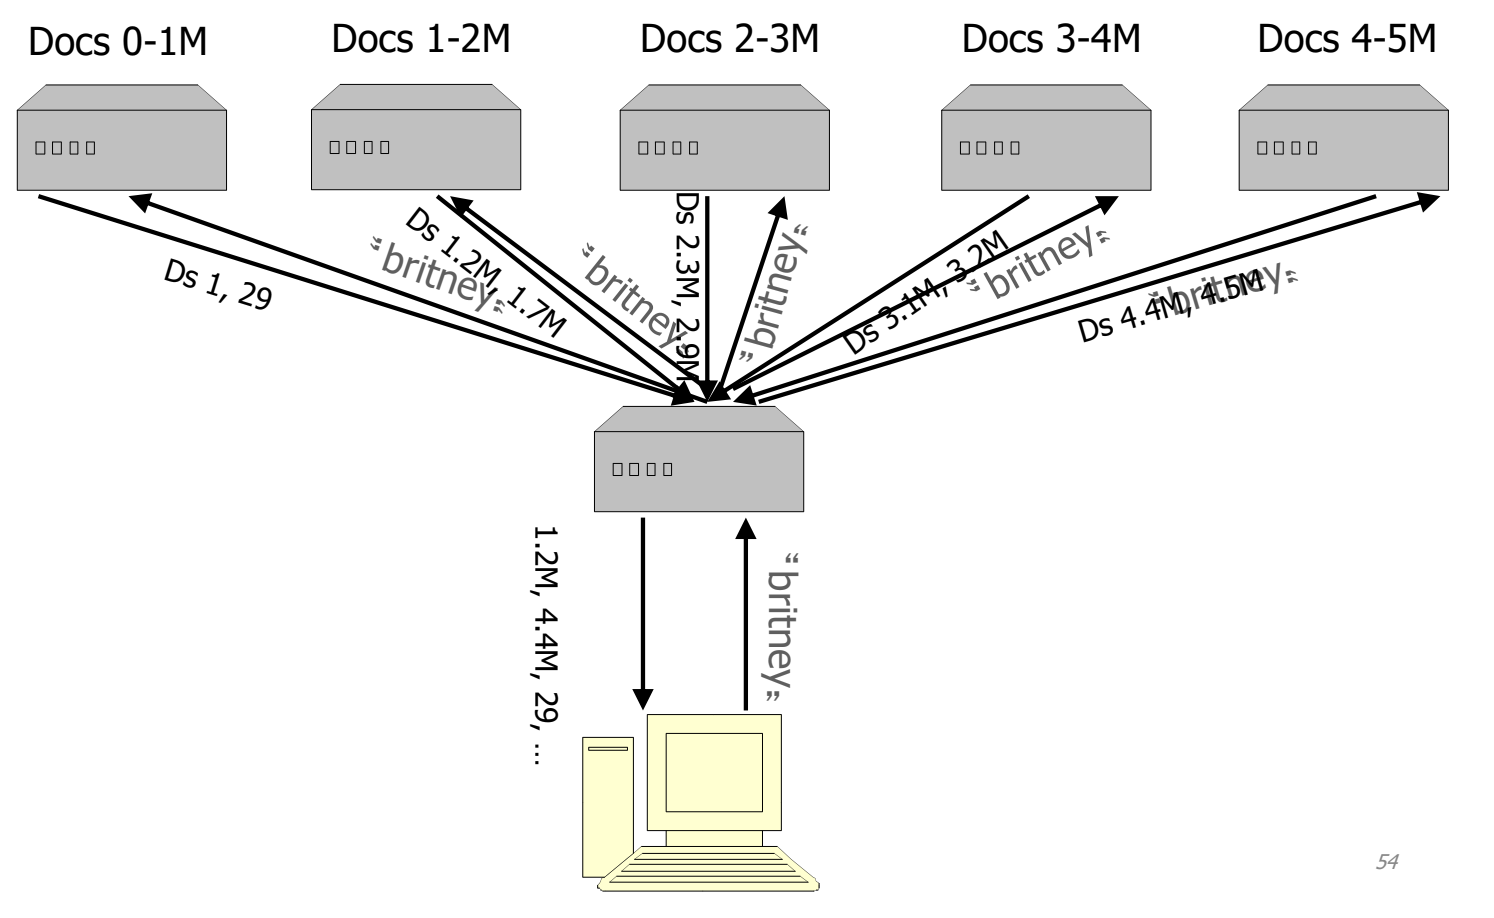 Docs 0-1M
Docs 1-2M
Docs 2-3M
Docs 3-4M
Docs 4-5M
Ds 1, 29
“britney”
Ds 1.2M, 1.7M
“britney”
Ds 2.3M, 2.9M
“britney”
Ds 3.1M, 3.2M
“britney”
Ds 4.4M, 4.5M
“britney”
1.2M, 4.4M, 29, …
“britney”
54